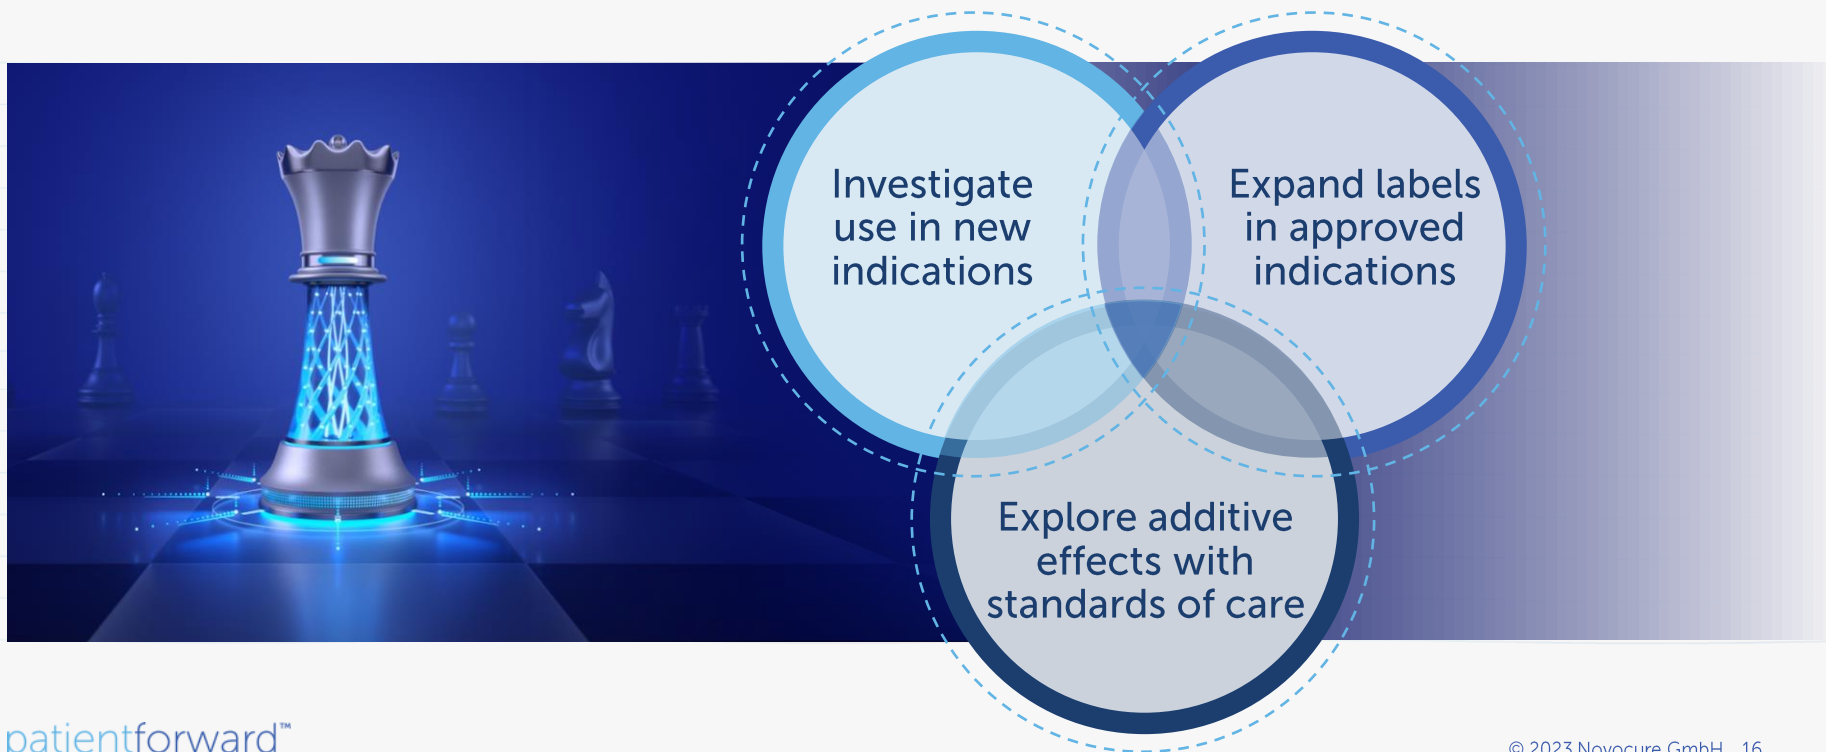 Investigate
use in new
indications
Expand labels
in approved
indications
Explore additive
effects with
standards of care
patientforward™
© 2023 Novocure GmbH 16